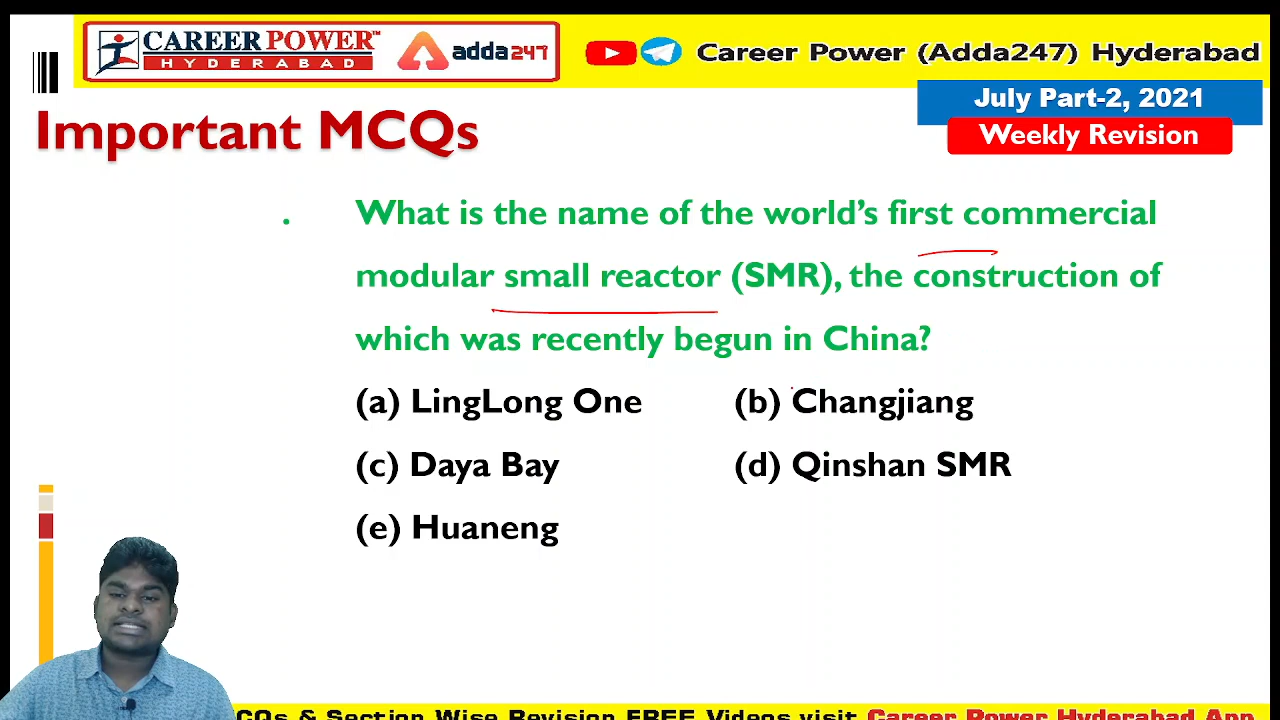 CAREER POWER™
HYDERABAD
adda247
Career Power (Adda247) Hyderabad
July Part-2, 2021
Weekly Revision
Important MCQs
. What is the name of the world's first commercial
modular small reactor (SMR), the construction of
which was recently begun in China?
(a) LingLong One (b) Changjiang
(c) Daya Bay (d) Qinshan SMR
(e) Huaneng
CQs & Section Wise Revision FREE Videos visit Career Power Hyderabad App